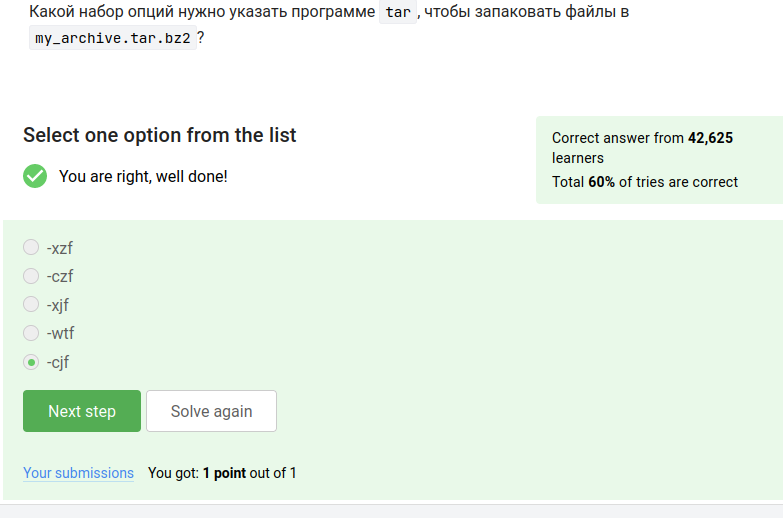 Какой набор опций нужно указать программе tar, чтобы запаковать файлы в
my_archive.tar.bz2?
Select one option from the list
You are right, well done!
Correct answer from 42,625
learners
Total 60% of tries are correct
-xzf
-czf
-xjf
-wtf
-cjf
Next step
Solve again
Your submissions You got: 1 point out of 1